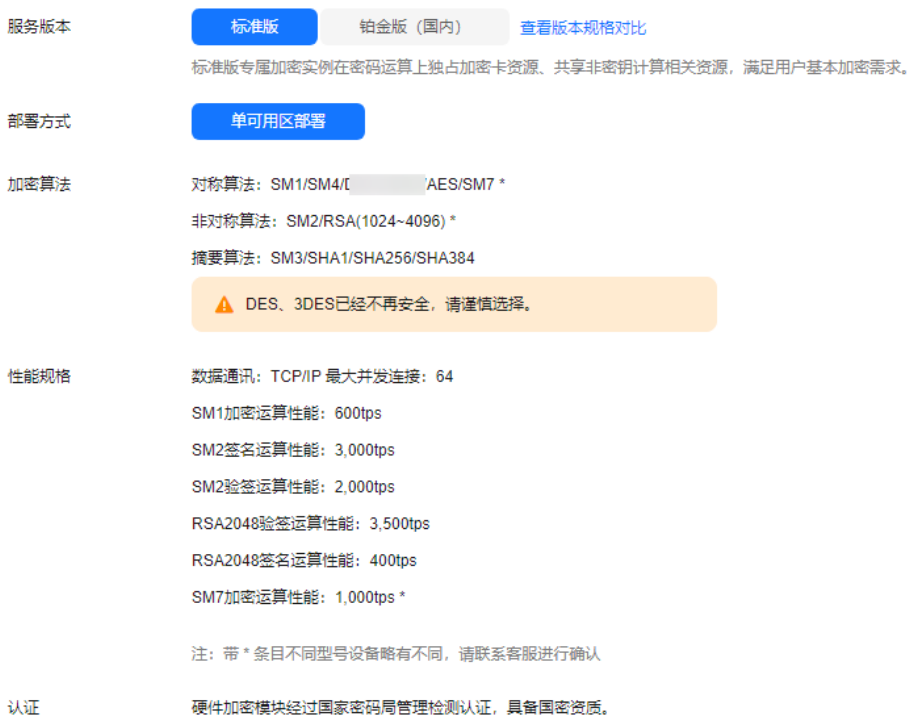 服务版本 标准版 铂金版（国内） 查看版本规格对比
标准版专属加密实例在密码运算上独占加密卡资源、共享非密钥计算相关资源，满足用户基本加密需求。
部署方式 单可用区部署
加密算法 对称算法：SM1/SM4/ /AES/SM7 *
非对称算法：SM2/RSA(1024~4096) *
摘要算法：SM3/SHA1/SHA256/SHA384
DES、3DES已经不再安全，请谨慎选择。
性能规格 数据通讯：TCP/IP 最大并发连接：64
SM1加密运算性能：600tps
SM2签名运算性能：3,000tps
SM2验签运算性能：2,000tps
RSA2048验签运算性能：3,500tps
RSA2048签名运算性能：400tps
SM7加密运算性能：1,000tps *
注：带 * 条目不同型号设备略有不同，请联系客服进行确认
认证 硬件加密模块经过国家密码局管理检测认证，具备国密资质。